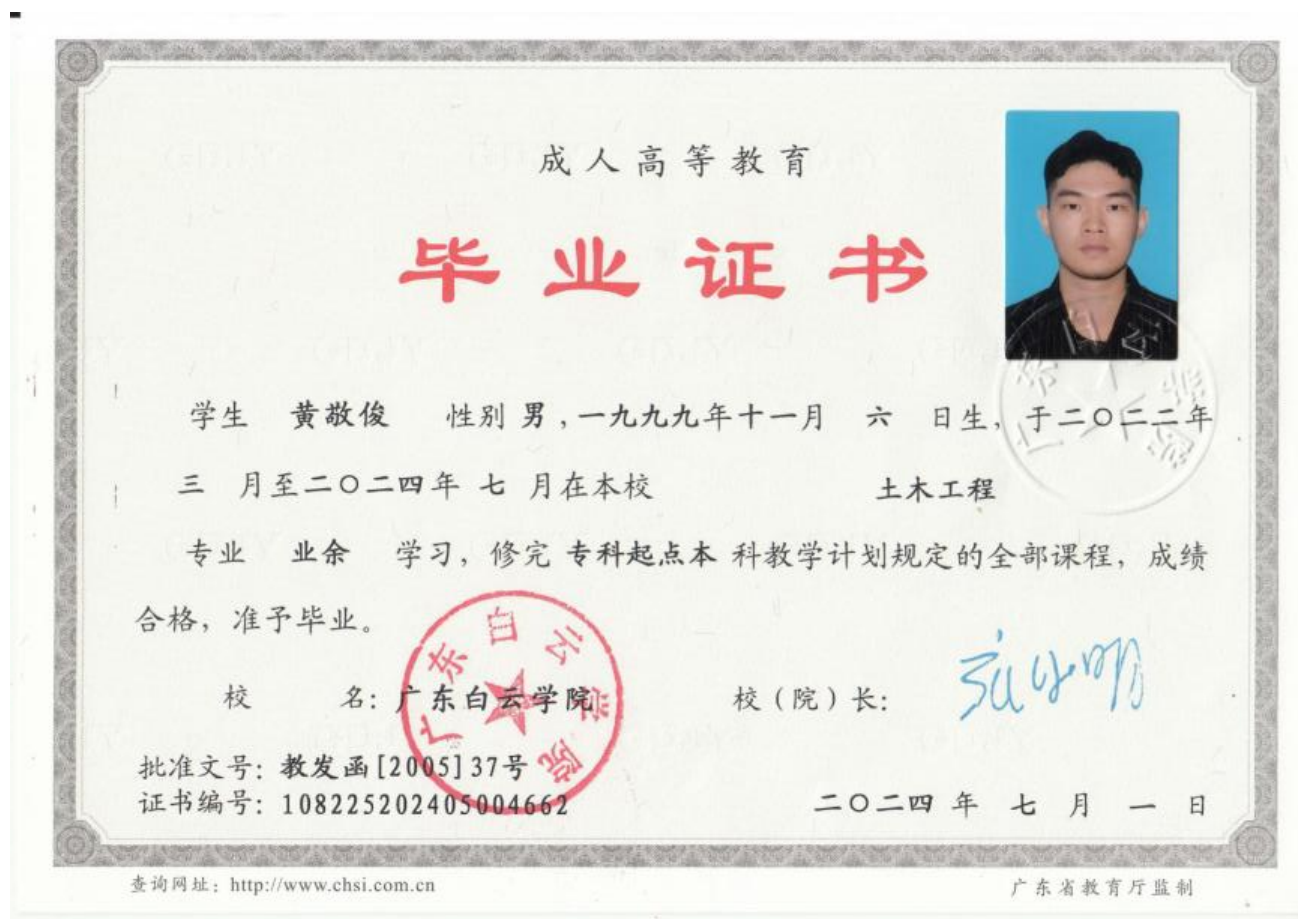 成人高等教育
毕业证书
学生 黄敬俊 性别 男，一九九九年十一月 六 日生，于二〇二二年
三 月至二〇二四年 七 月在本校 土木工程
专业 业余 学习，修完 专科起点本 科教学计划规定的全部课程，成绩
合格，准予毕业。
校 名：广东白云学院 校（院）长：
广东白云学院
批准文号：教发函[2005]37号
证书编号：108225202405004662 二〇二四 年 七 月 一 日
查询网址：http://www.chsi.com.cn 广东省教育厅监制